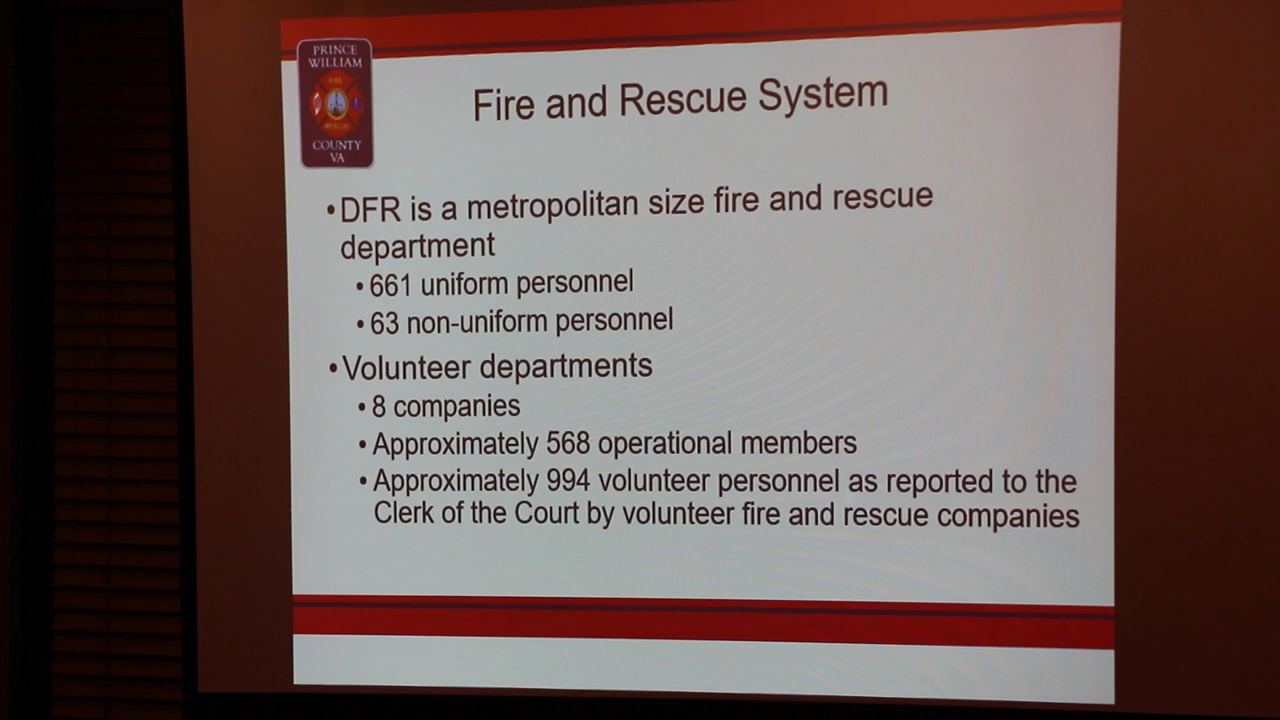 PRINCE
WILLIAM
FIRE
RESCUE
COUNTY
VA
Fire and Rescue System
•DFR is a metropolitan size fire and rescue
department
•661 uniform personnel
•63 non-uniform personnel
•Volunteer departments
•8 companies
•Approximately 568 operational members
•Approximately 994 volunteer personnel as reported to the
Clerk of the Court by volunteer fire and rescue companies